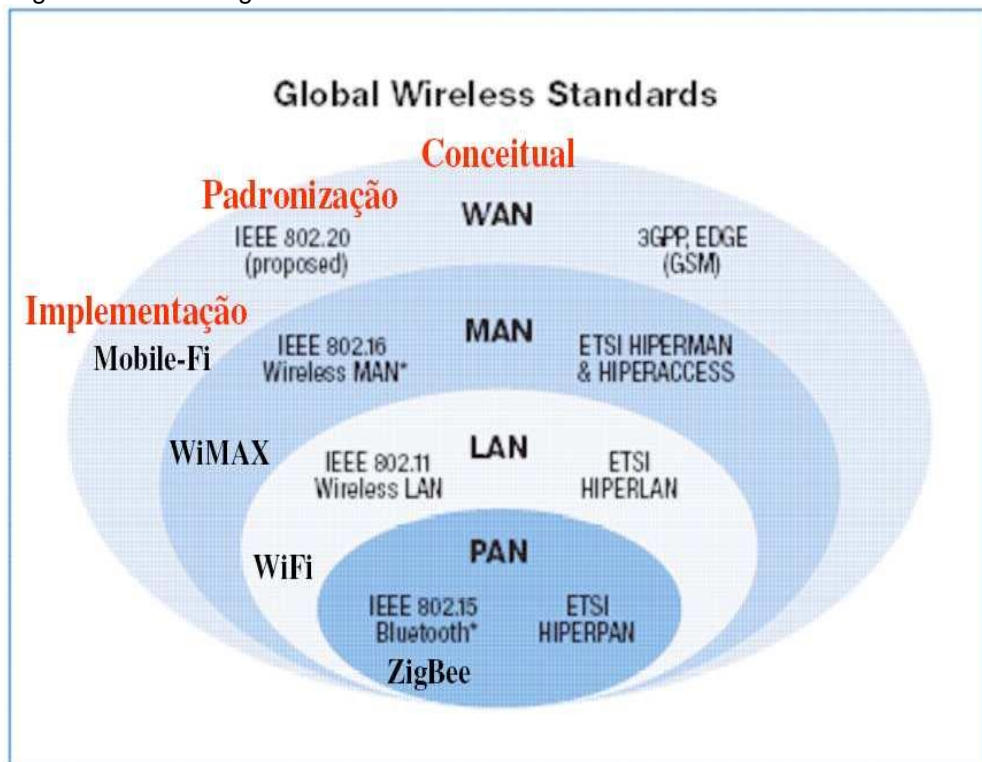 Global Wireless Standards
Conceitual
Padronização
WAN
IEEE 802.20
(proposed)
3GPP, EDGE
(GSM)
Implementação
Mobile-Fi
MAN
IEEE 802.16
Wireless MAN*
ETSI HIPERMAN
& HIPERACCESS
WiMAX
LAN
IEEE 802.11
Wireless LAN
ETSI
HIPERLAN
WiFi
PAN
IEEE 802.15
Bluetooth*
ETSI
HIPERPAN
ZigBee